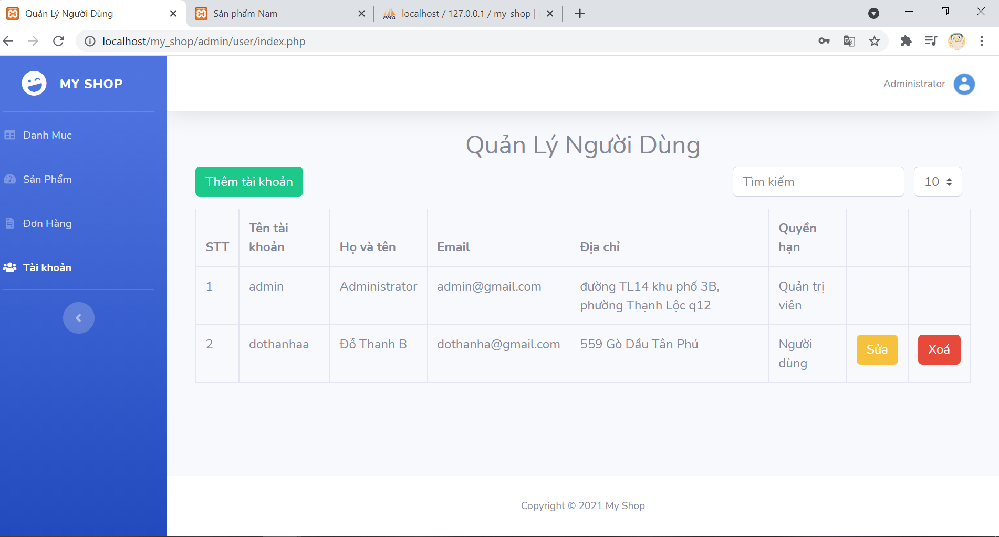 Quản Lý Người Dùng
Sản phẩm Nam
localhost / 127.0.0.1 / my_shop |
localhost/my_shop/admin/user/index.php
MY SHOP
Administrator
Danh Mục
Sản Phẩm
Đơn Hàng
Tài khoản
Quản Lý Người Dùng
Thêm tài khoản
Tìm kiếm
10
STT
Tên tài khoản
Họ và tên
Email
Địa chỉ
Quyền hạn
1
admin
Administrator
admin@gmail.com
đường TL14 khu phố 3B,
phường Thạnh Lộc q12
Quản trị
viên
2
dothanhaa
Đỗ Thanh B
dothanha@gmail.com
559 Gò Dầu Tân Phú
Người
dùng
Sửa
Xoá
Copyright © 2021 My Shop